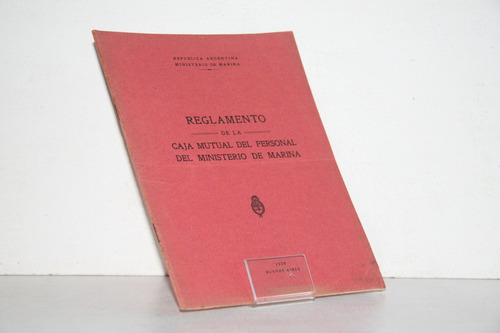 REPUBLICA ARGENTINA
MINISTERIO DE MARINA
REGLAMENTO
DE LA
CAJA MUTUAL DEL PERSONAL
DEL MINISTERIO DE MARINA
BUENOS AIRES